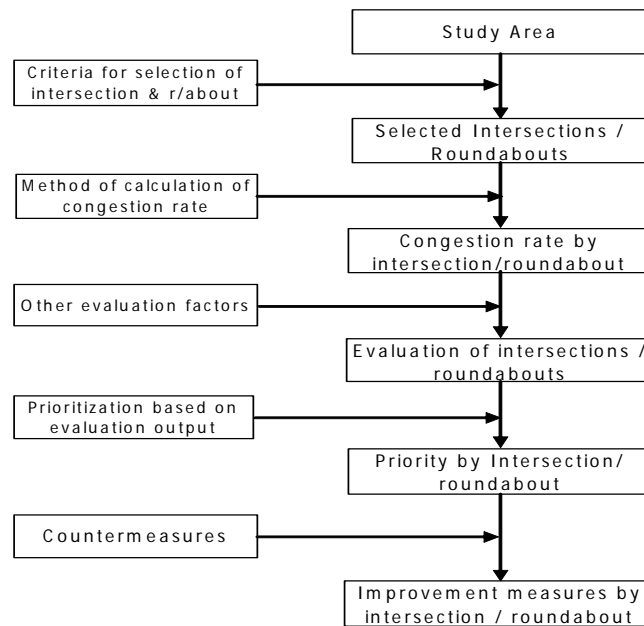 Study Area
Criteria for selection of
intersection & r/about
Selected Intersections /
Roundabouts
Method of calculation of
congestion rate
Congestion rate by
intersection/roundabout
Other evaluation factors
Evaluation of intersections /
roundabouts
Prioritization based on
evaluation output
Priority by Intersection/
roundabout
Countermeasures
Improvement measures by
intersection / roundabout